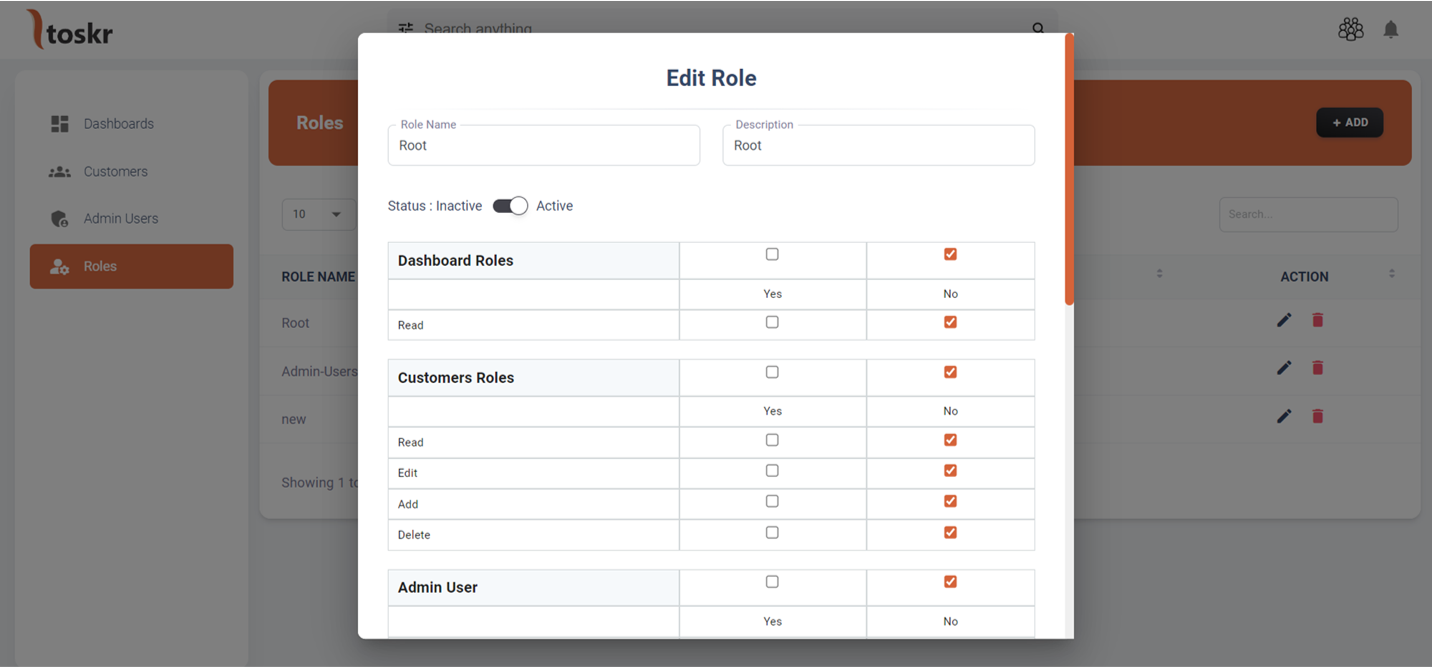 toskr
Search anything
Dashboards
Customers
Admin Users
Roles
Roles
+ ADD
10
Search...
ROLE NAME
ACTION
Root
Admin-Users
new
Showing 1 to
Edit Role
Role Name
Root
Description
Root
Status : Inactive Active
Dashboard Roles
Yes No
Read
Customers Roles
Yes No
Read
Edit
Add
Delete
Admin User
Yes No